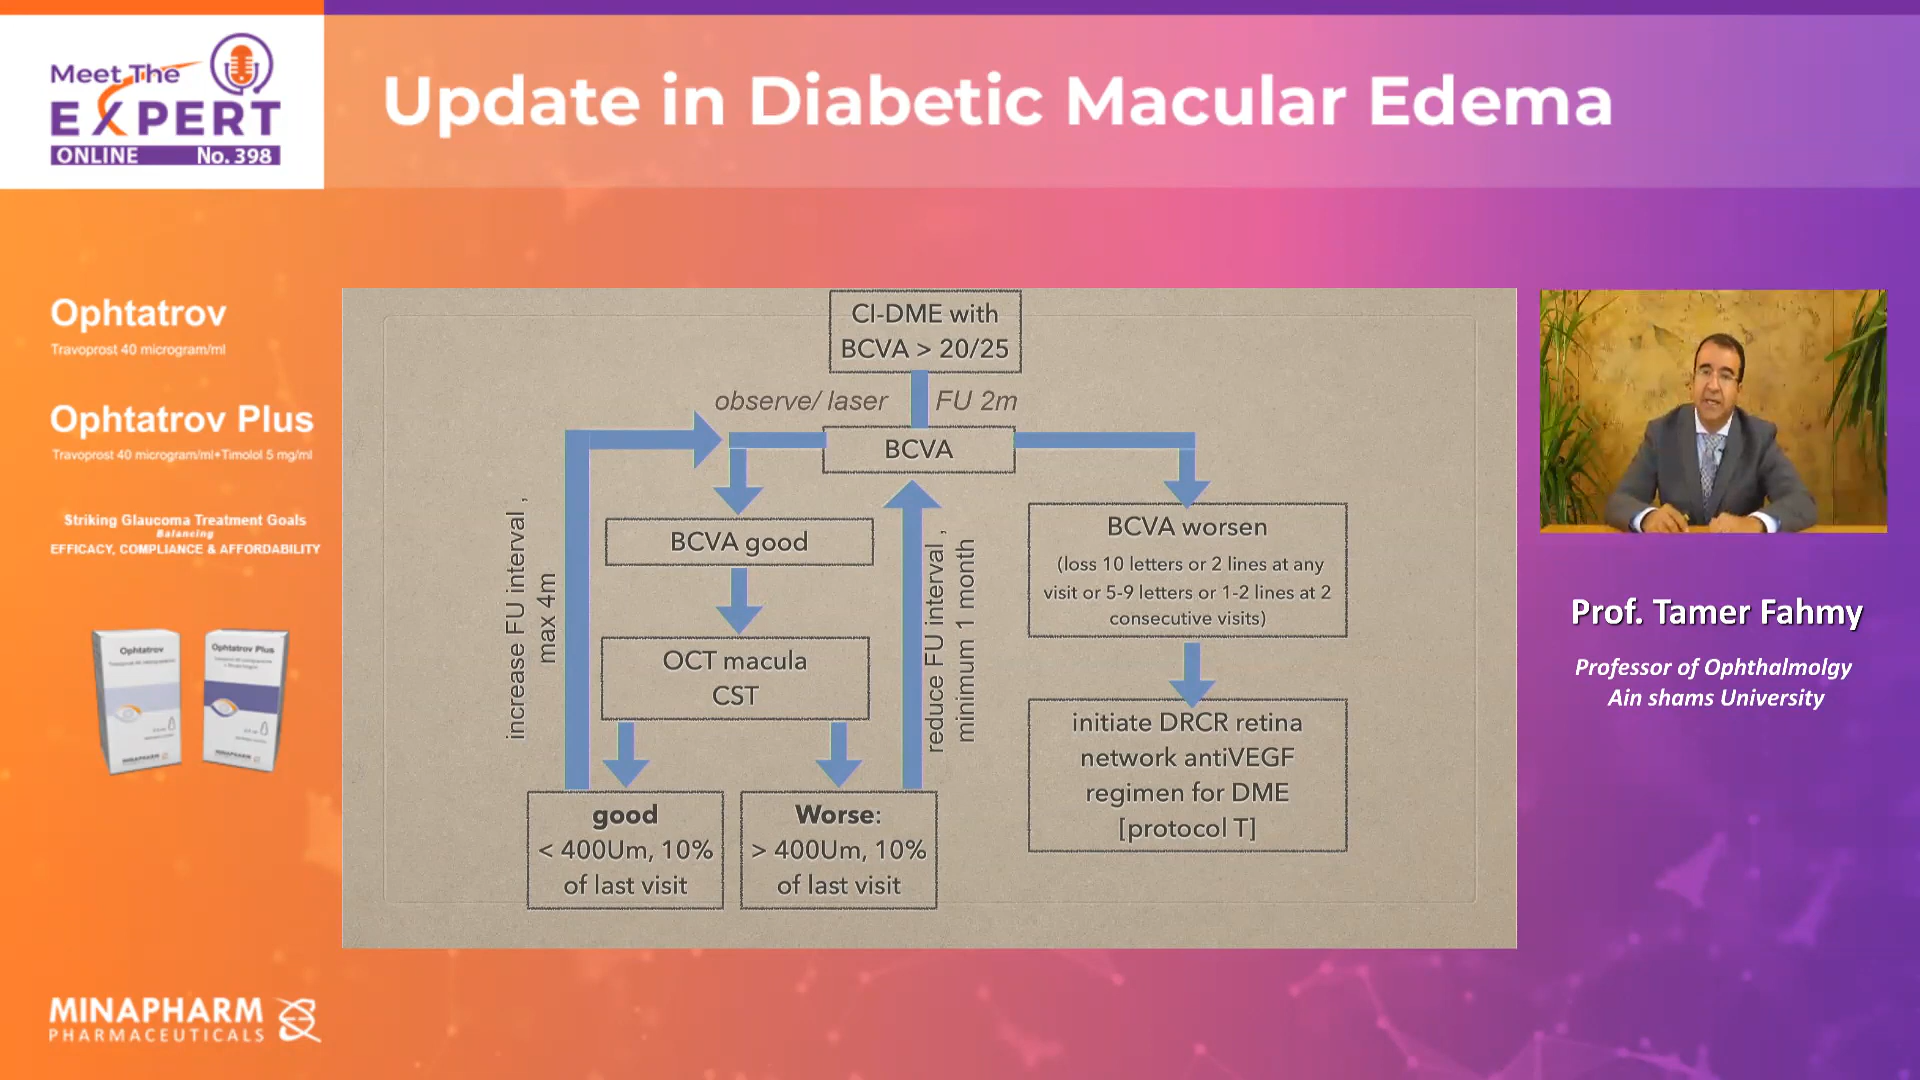 Meet The
EXPERT
ONLINE No. 398
Update in Diabetic Macular Edema
Ophtatrov
Travoprost 40 microgram/ml
Ophtatrov Plus
Travoprost 40 microgram/ml+Timolol 5 mg/ml
Striking Glaucoma Treatment Goals
Balancing
EFFICACY, COMPLIANCE & AFFORDABILITY
Ophtatrov
Ophtatrov Plus
MINAPHARM
MINAPHARM
MINAPHARM
PHARMACEUTICALS
CI-DME with
BCVA > 20/25
observe/ laser
FU 2m
BCVA
BCVA good
OCT macula
CST
increase FU interval ,
max 4m
reduce FU interval ,
minimum 1 month
good
< 400Um, 10%
of last visit
Worse:
> 400Um, 10%
of last visit
BCVA worsen
(loss 10 letters or 2 lines at any
visit or 5-9 letters or 1-2 lines at 2
consecutive visits)
initiate DRCR retina
network antiVEGF
regimen for DME
[protocol T]
Prof. Tamer Fahmy
Professor of Ophthalmolgy
Ain shams University